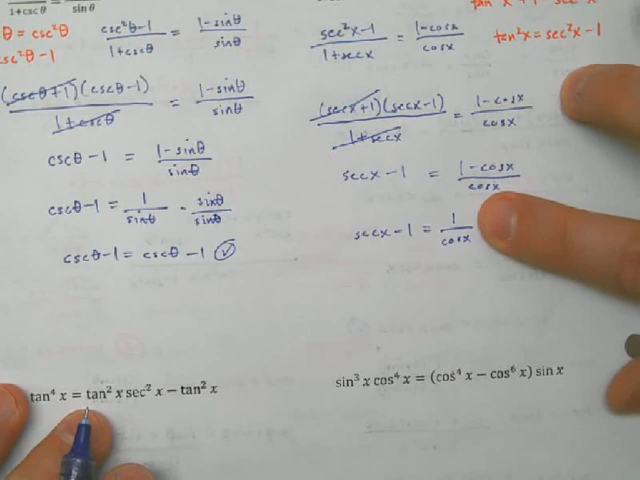 1+cscθ sinθ
θ = csc²θ
csc²θ-1
csc²θ-1 / 1+cscθ = 1-sinθ / sinθ
(cscθ+1)(cscθ-1) / 1+cscθ = 1-sinθ / sinθ
cscθ-1 = 1-sinθ / sinθ
cscθ-1 = 1/sinθ - sinθ/sinθ
cscθ-1 = cscθ-1 ✓
tan²x = sec²x-1
sec²x-1 / 1+secx = 1-cosx / cosx
(secx+1)(secx-1) / 1+secx = 1-cosx / cosx
secx-1 = 1-cosx / cosx
secx-1 = 1/cosx
tan⁴ x = tan² x sec² x − tan² x
sin³ x cos⁴ x = (cos⁴ x − cos⁶ x) sin x